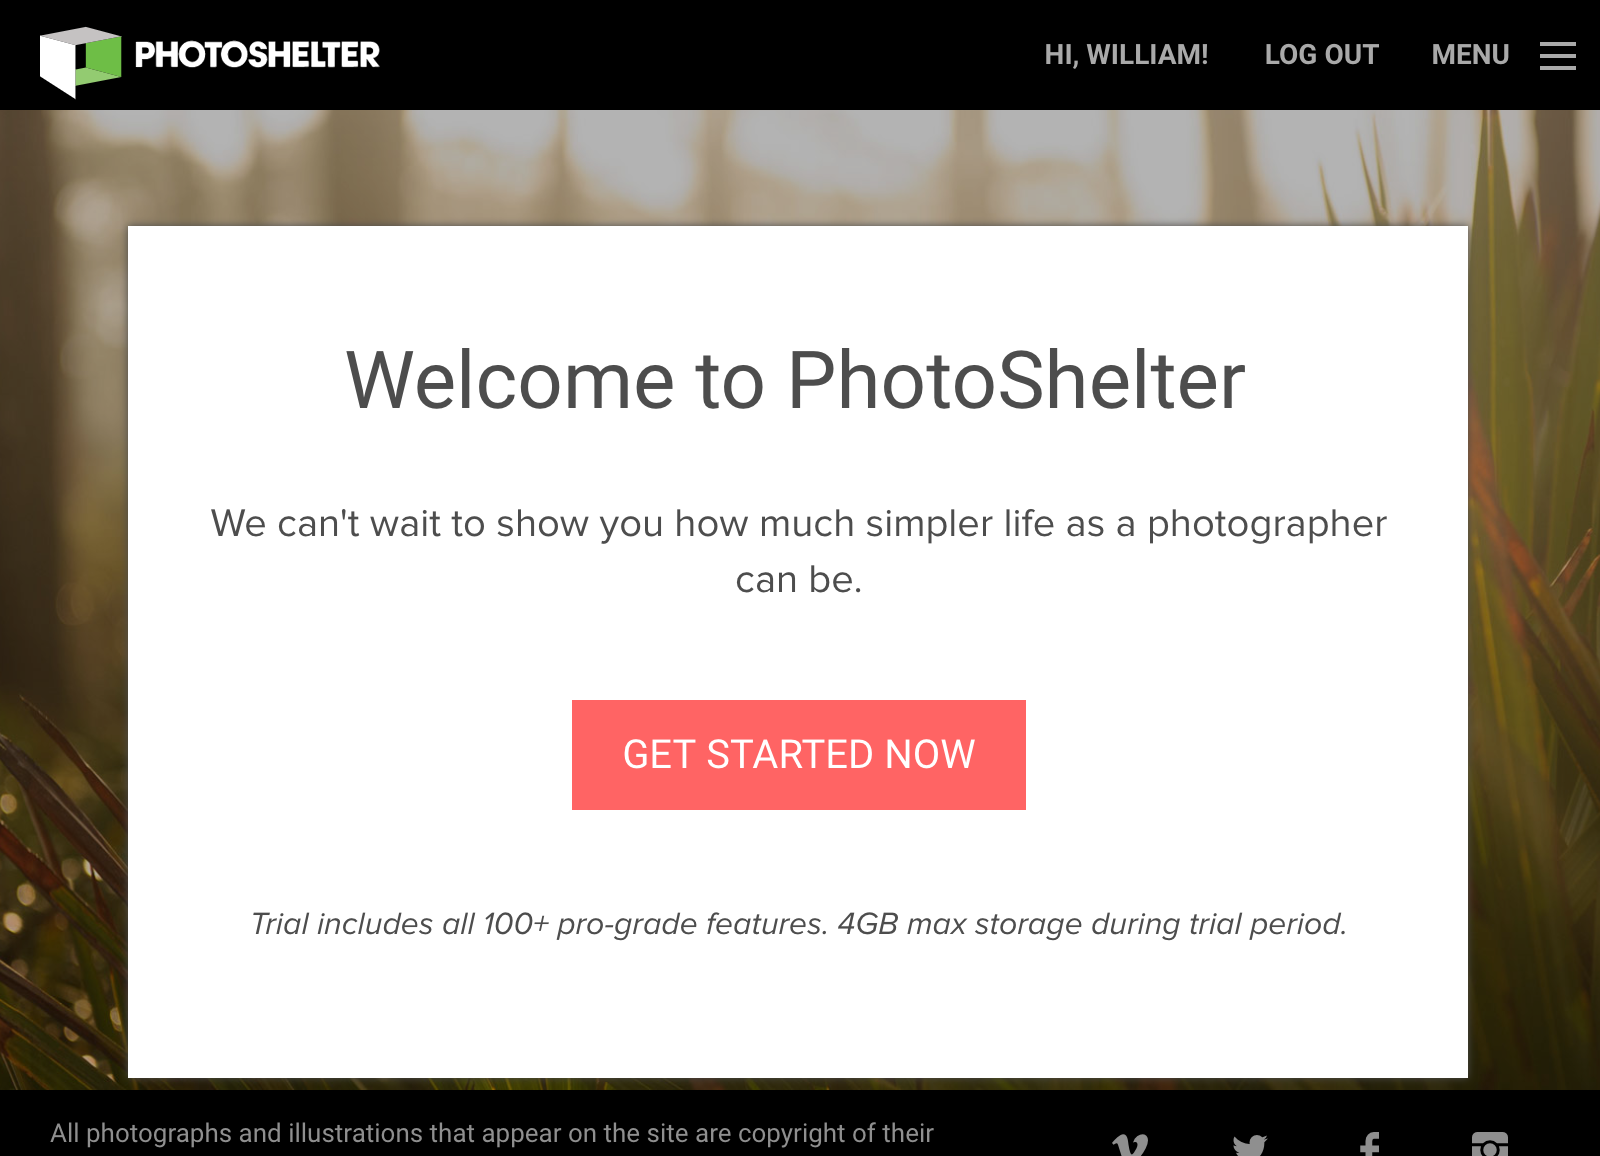 PHOTOSHELTER
HI, WILLIAM! LOG OUT MENU
Welcome to PhotoShelter
We can't wait to show you how much simpler life as a photographer
can be.
GET STARTED NOW
Trial includes all 100+ pro-grade features. 4GB max storage during trial period.
All photographs and illustrations that appear on the site are copyright of their